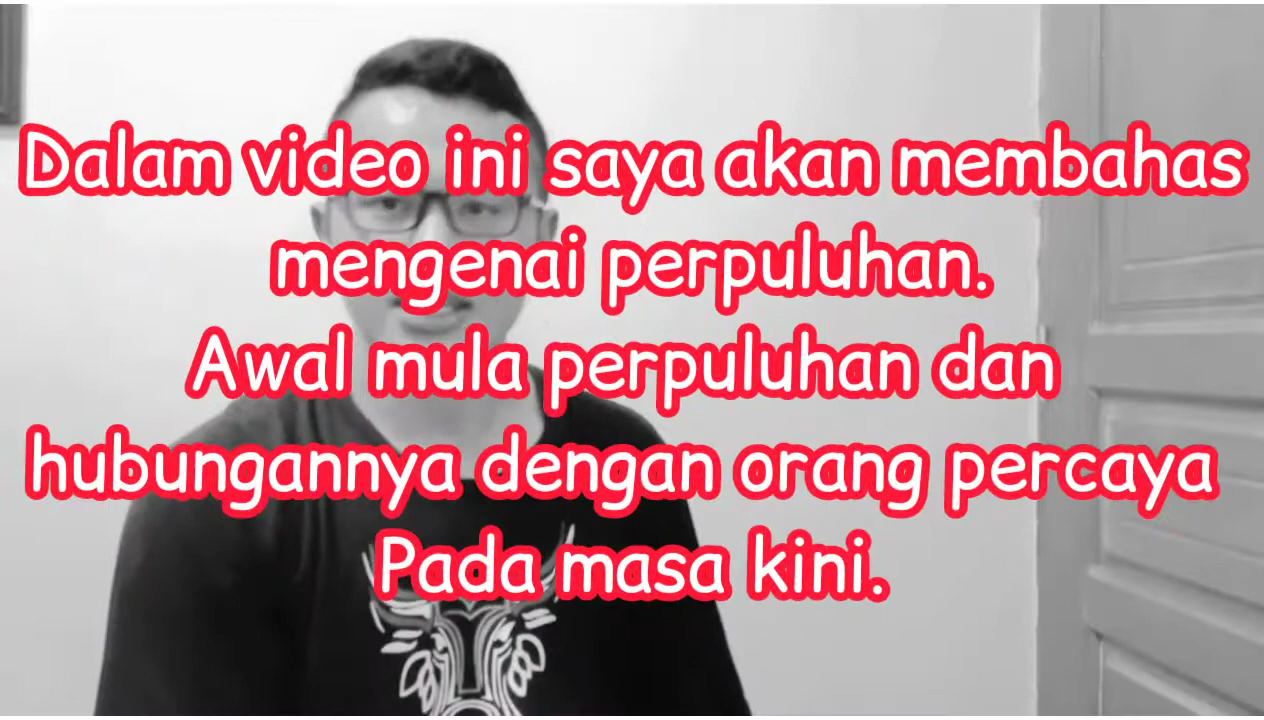 Dalam video ini saya akan membahas
mengenai perpuluhan.
Awal mula perpuluhan dan
hubungannya dengan orang percaya
Pada masa kini.